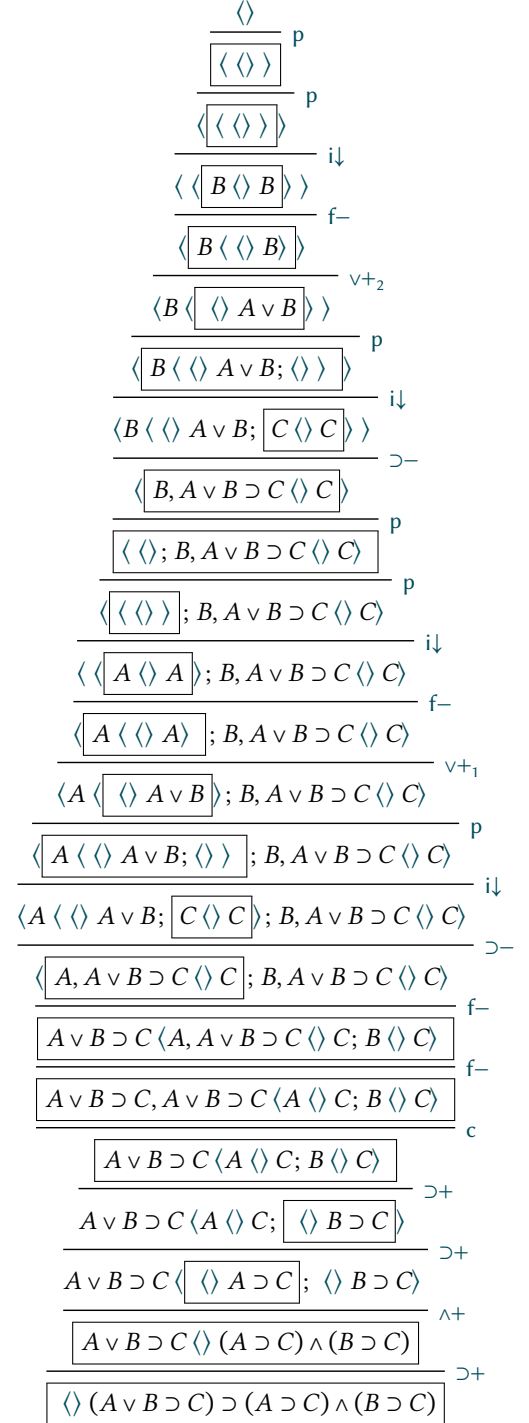 ⟨⟩
p
⟨ ⟨⟩ ⟩
p
⟨ ⟨ ⟨⟩ ⟩ ⟩
i↓
⟨ ⟨ B ⟨⟩ B ⟩ ⟩
f−
⟨ B ⟨ ⟨⟩ B⟩ ⟩
∨+₂
⟨B ⟨ ⟨⟩ A ∨ B ⟩ ⟩
p
⟨ B ⟨ ⟨⟩ A ∨ B; ⟨⟩ ⟩ ⟩
i↓
⟨B ⟨ ⟨⟩ A ∨ B; C ⟨⟩ C ⟩ ⟩
⊃−
⟨ B, A ∨ B ⊃ C ⟨⟩ C ⟩
p
⟨ ⟨⟩; B, A ∨ B ⊃ C ⟨⟩ C⟩
p
⟨ ⟨ ⟨⟩ ⟩ ; B, A ∨ B ⊃ C ⟨⟩ C⟩
i↓
⟨ ⟨ A ⟨⟩ A ⟩; B, A ∨ B ⊃ C ⟨⟩ C⟩
f−
⟨ A ⟨ ⟨⟩ A⟩ ; B, A ∨ B ⊃ C ⟨⟩ C⟩
∨+₁
⟨A ⟨ ⟨⟩ A ∨ B ⟩; B, A ∨ B ⊃ C ⟨⟩ C⟩
p
⟨ A ⟨ ⟨⟩ A ∨ B; ⟨⟩ ⟩ ; B, A ∨ B ⊃ C ⟨⟩ C⟩
i↓
⟨A ⟨ ⟨⟩ A ∨ B; C ⟨⟩ C ⟩; B, A ∨ B ⊃ C ⟨⟩ C⟩
⊃−
⟨ A, A ∨ B ⊃ C ⟨⟩ C ; B, A ∨ B ⊃ C ⟨⟩ C⟩
f−
A ∨ B ⊃ C ⟨A, A ∨ B ⊃ C ⟨⟩ C; B ⟨⟩ C⟩
f−
A ∨ B ⊃ C, A ∨ B ⊃ C ⟨A ⟨⟩ C; B ⟨⟩ C⟩
c
A ∨ B ⊃ C ⟨A ⟨⟩ C; B ⟨⟩ C⟩
⊃+
A ∨ B ⊃ C ⟨A ⟨⟩ C; ⟨⟩ B ⊃ C ⟩
⊃+
A ∨ B ⊃ C ⟨ ⟨⟩ A ⊃ C ; ⟨⟩ B ⊃ C⟩
∧+
A ∨ B ⊃ C ⟨⟩ (A ⊃ C) ∧ (B ⊃ C)
⊃+
⟨⟩ (A ∨ B ⊃ C) ⊃ (A ⊃ C) ∧ (B ⊃ C)